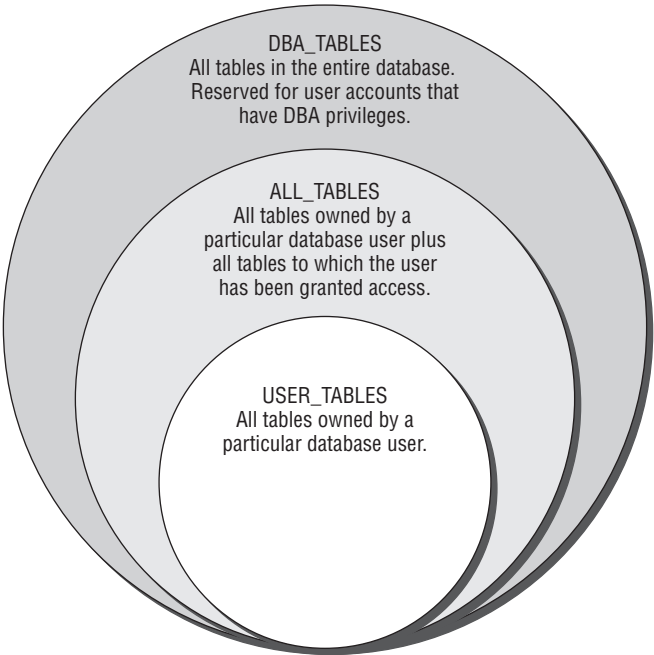 DBA_TABLES
All tables in the entire database.
Reserved for user accounts that
have DBA privileges.
ALL_TABLES
All tables owned by a
particular database user plus
all tables to which the user
has been granted access.
USER_TABLES
All tables owned by a
particular database user.